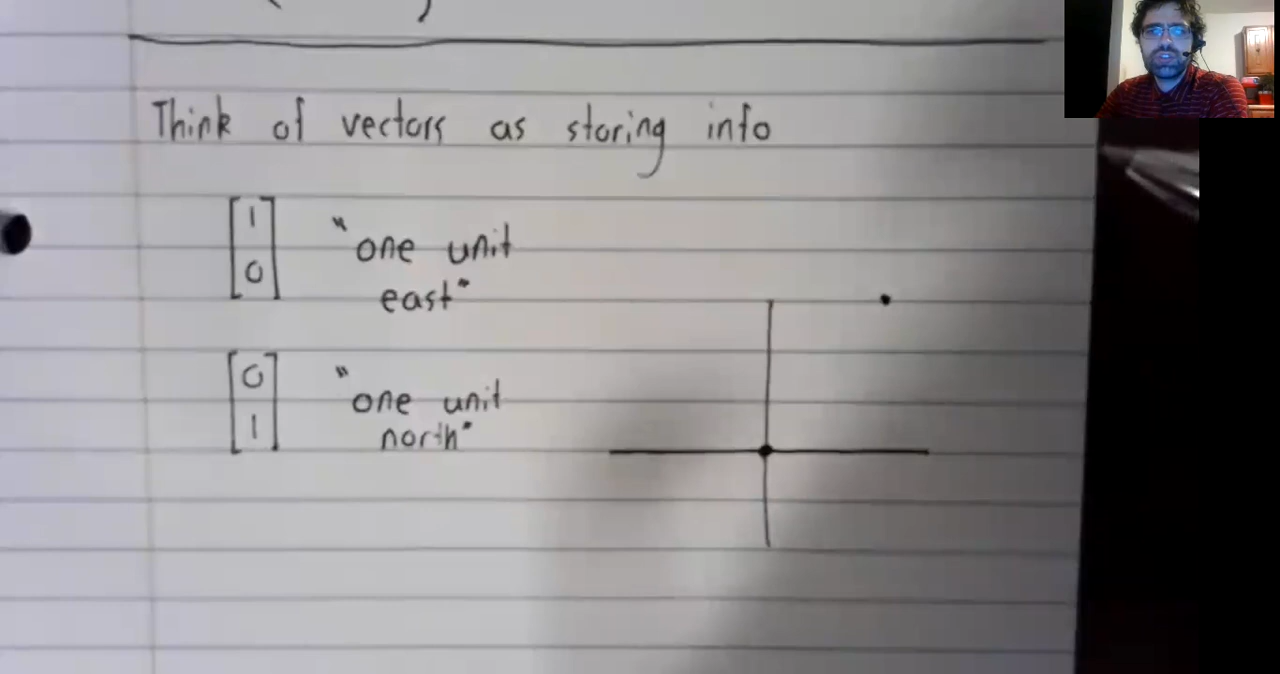 Think of vectors as storing info
[1
0]
"one unit
east"
[0
1]
"one unit
north"